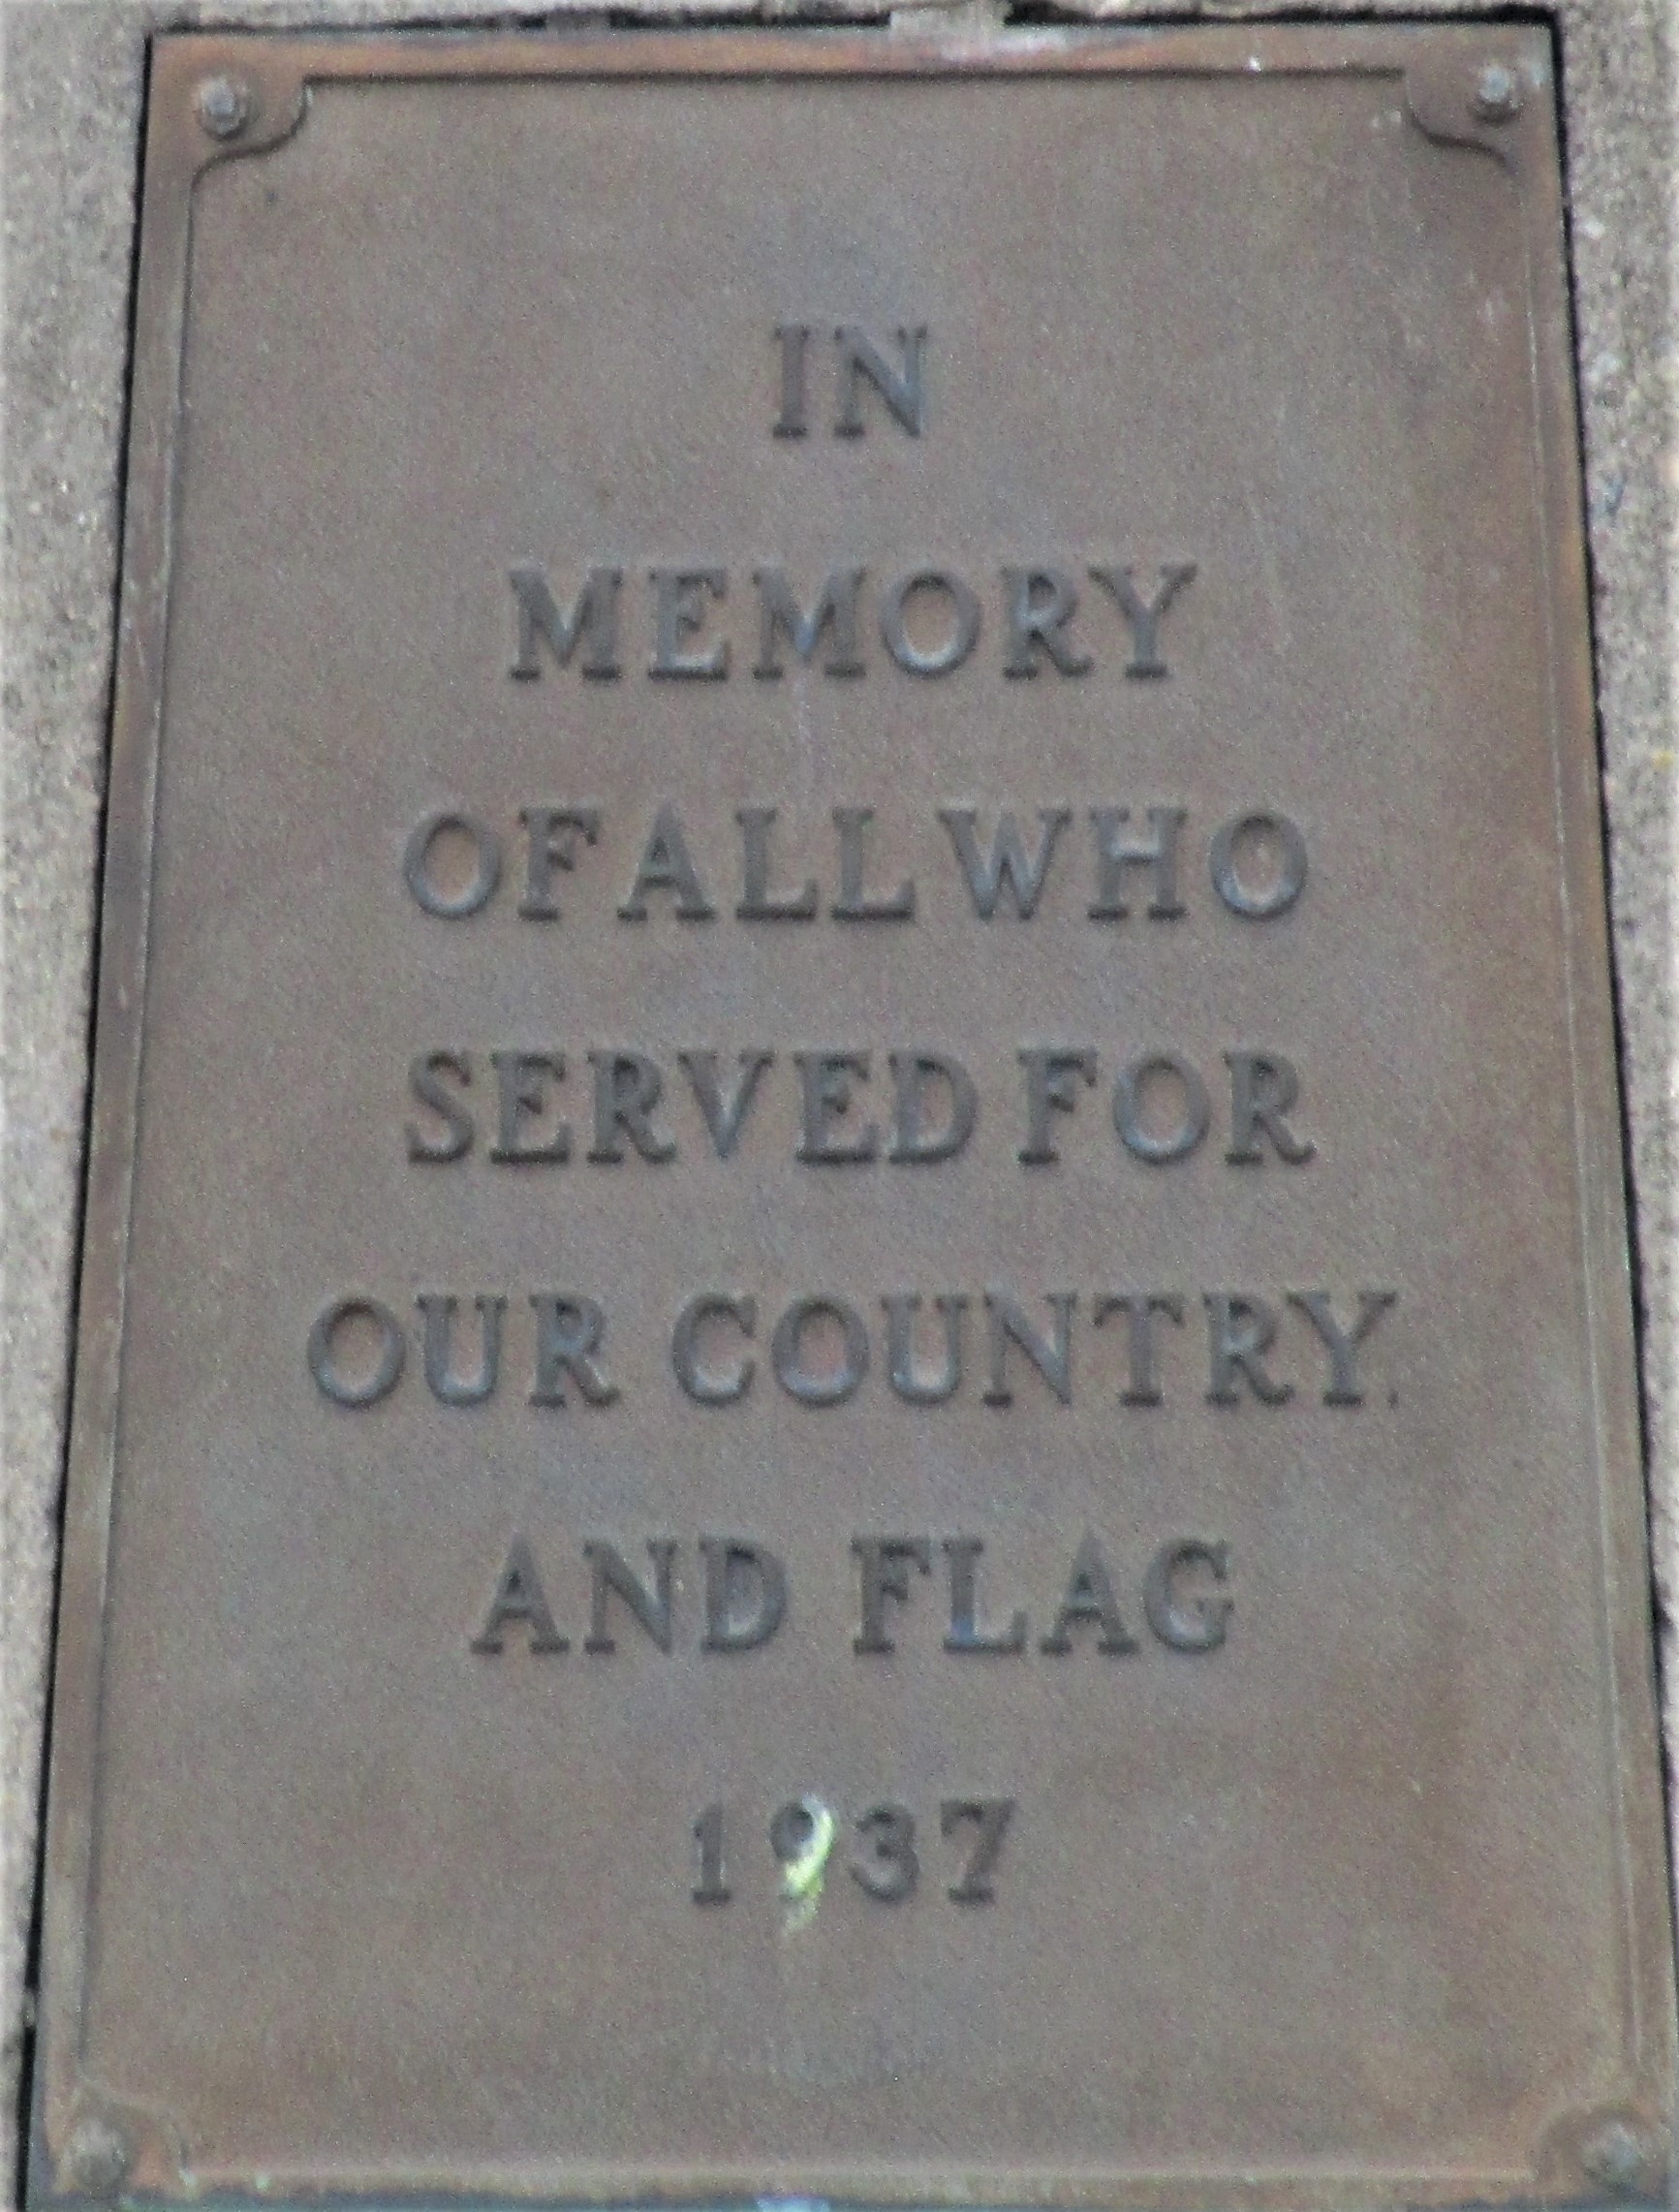 IN
MEMORY
OF ALL WHO
SERVED FOR
OUR COUNTRY.
AND FLAG
1937